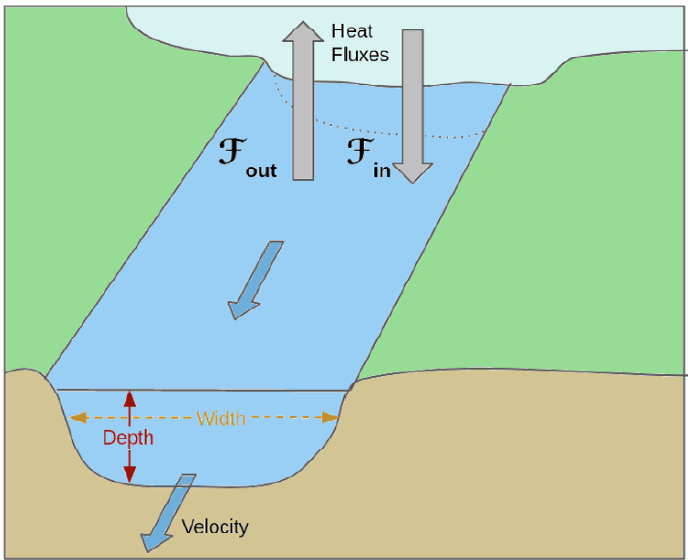 Heat
Fluxes
ℱout
ℱin
Width
Depth
Velocity